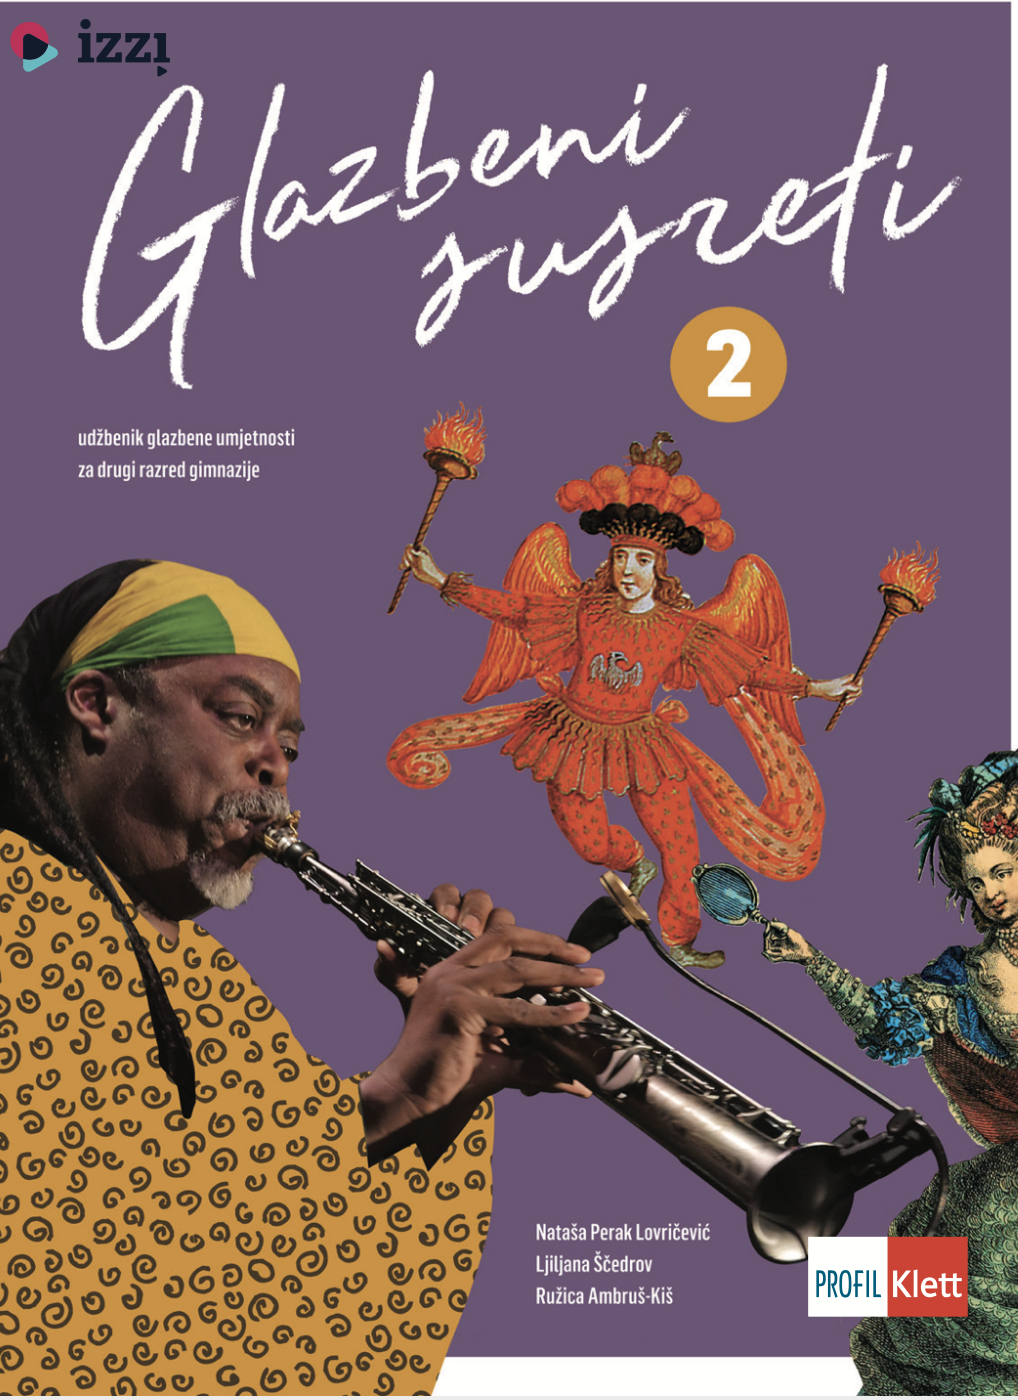 izzi
Glazbeni
susreti
2
udžbenik glazbene umjetnosti
za drugi razred gimnazije
Nataša Perak Lovričević
Ljiljana Ščedrov
Ružica Ambruš-Kiš
PROFIL Klett